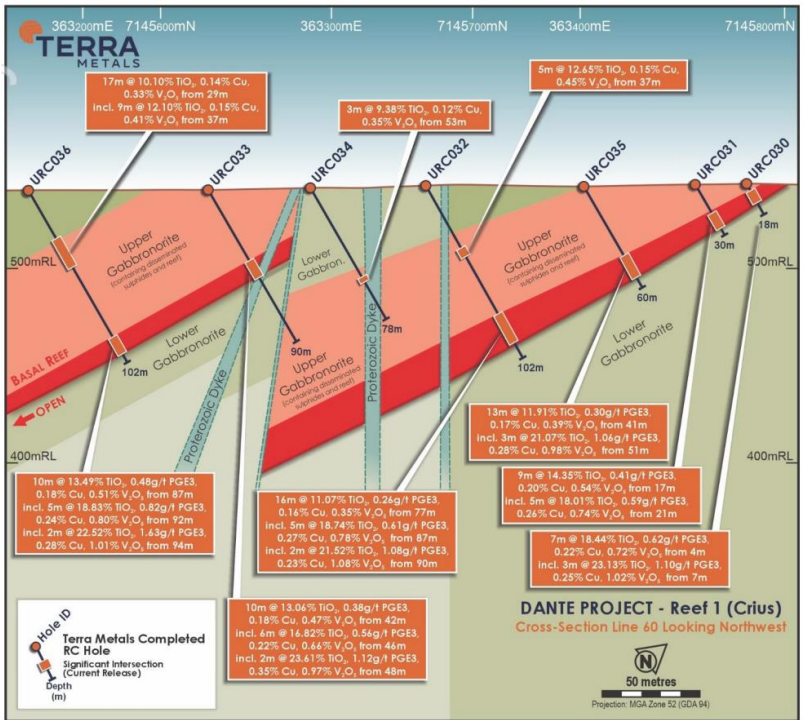 363200mE
7145600mN
363300mE
7145700mN
363400mE
7145800mN
TERRA
METALS
17m @ 10.10% TiO₂, 0.14% Cu,
0.33% V₂O₅ from 29m
incl. 9m @ 12.10% TiO₂, 0.15% Cu,
0.41% V₂O₅ from 37m
3m @ 9.38% TiO₂, 0.12% Cu,
0.35% V₂O₅ from 53m
5m @ 12.65% TiO₂, 0.15% Cu,
0.45% V₂O₅ from 37m
URC036
URC033
URC034
URC032
URC035
URC031
URC030
500mRL
500mRL
400mRL
400mRL
Upper
Gabbronorite
(containing disseminated
sulphides and reef)
Lower
Gabbron.
Upper
Gabbronorite
(containing disseminated
sulphides and reef)
18m
30m
60m
78m
90m
102m
102m
BASAL REEF
OPEN
Lower
Gabbronorite
Proterozoic Dyke
Upper
Gabbronorite
(containing disseminated
sulphides and reef)
Proterozoic Dyke
Lower
Gabbronorite
10m @ 13.49% TiO₂, 0.48g/t PGE3,
0.18% Cu, 0.51% V₂O₅ from 87m
incl. 5m @ 18.83% TiO₂, 0.82g/t PGE3,
0.24% Cu, 0.80% V₂O₅ from 92m
incl. 2m @ 22.52% TiO₂, 1.63g/t PGE3,
0.28% Cu, 1.01% V₂O₅ from 94m
16m @ 11.07% TiO₂, 0.26g/t PGE3,
0.16% Cu, 0.35% V₂O₅ from 77m
incl. 5m @ 18.74% TiO₂, 0.61g/t PGE3,
0.27% Cu, 0.78% V₂O₅ from 87m
incl. 2m @ 21.52% TiO₂, 1.08g/t PGE3,
0.23% Cu, 1.08% V₂O₅ from 90m
13m @ 11.91% TiO₂, 0.30g/t PGE3,
0.17% Cu, 0.39% V₂O₅ from 41m
incl. 3m @ 21.07% TiO₂, 1.06g/t PGE3,
0.28% Cu, 0.98% V₂O₅ from 51m
9m @ 14.35% TiO₂, 0.41g/t PGE3,
0.20% Cu, 0.54% V₂O₅ from 17m
incl. 5m @ 18.01% TiO₂, 0.59g/t PGE3,
0.26% Cu, 0.74% V₂O₅ from 21m
7m @ 18.44% TiO₂, 0.62g/t PGE3,
0.22% Cu, 0.72% V₂O₅ from 4m
incl. 3m @ 23.13% TiO₂, 1.10g/t PGE3,
0.25% Cu, 1.02% V₂O₅ from 7m
10m @ 13.06% TiO₂, 0.38g/t PGE3,
0.18% Cu, 0.47% V₂O₅ from 42m
incl. 6m @ 16.82% TiO₂, 0.56g/t PGE3,
0.22% Cu, 0.66% V₂O₅ from 46m
incl. 2m @ 23.61% TiO₂, 1.12g/t PGE3,
0.35% Cu, 0.97% V₂O₅ from 48m
Hole ID
Terra Metals Completed
RC Hole
Significant Intersection
(Current Release)
Depth
(m)
DANTE PROJECT - Reef 1 (Crius)
Cross-Section Line 60 Looking Northwest
N
50 metres
Projection: MGA Zone 52 (GDA 94)